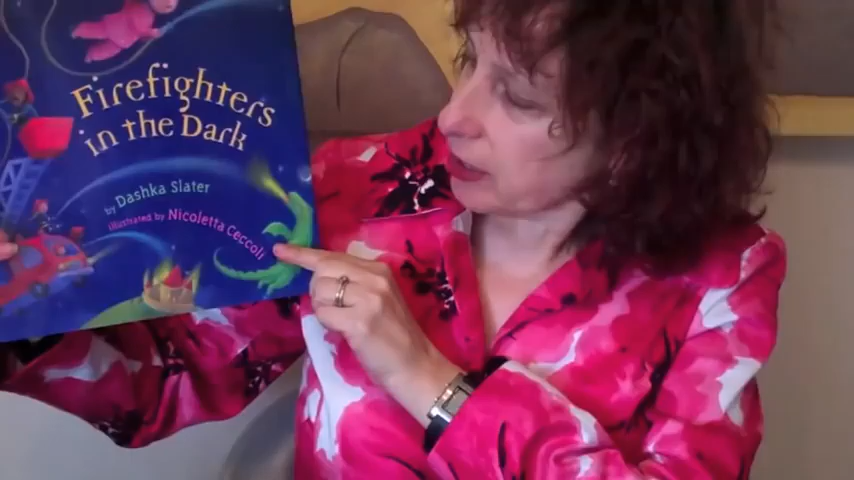 Firefighters
in the Dark
by Dashka Slater
illustrated by Nicoletta Ceccoli